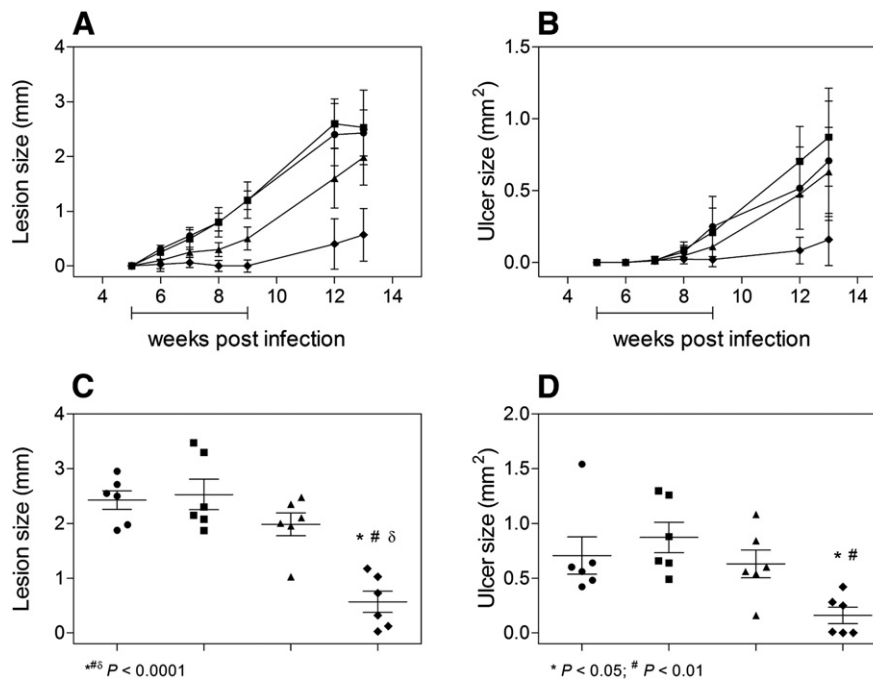 A
B
Lesion size (mm)
4
3
2
1
0
4 6 8 10 12 14
weeks post infection
Ulcer size (mm²)
1.5
1.0
0.5
0.0
4 6 8 10 12 14
weeks post infection
C
D
Lesion size (mm)
4
3
2
1
0
* # δ
*#δ P < 0.0001
Ulcer size (mm²)
2.0
1.5
1.0
0.5
0.0
* #
* P < 0.05; # P < 0.01